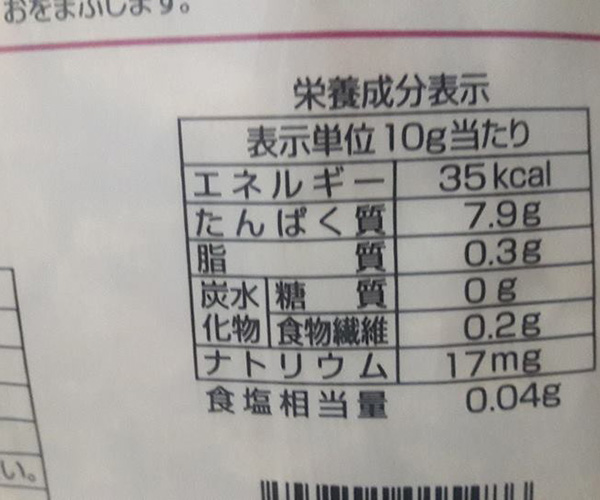 おをまぶします。
栄養成分表示
表示単位10g当たり
エネルギー 35kcal
たんぱく質 7.9g
脂質 0.3g
炭水化物 糖質 0g
食物繊維 0.2g
ナトリウム 17mg
食塩相当量 0.04g
い。